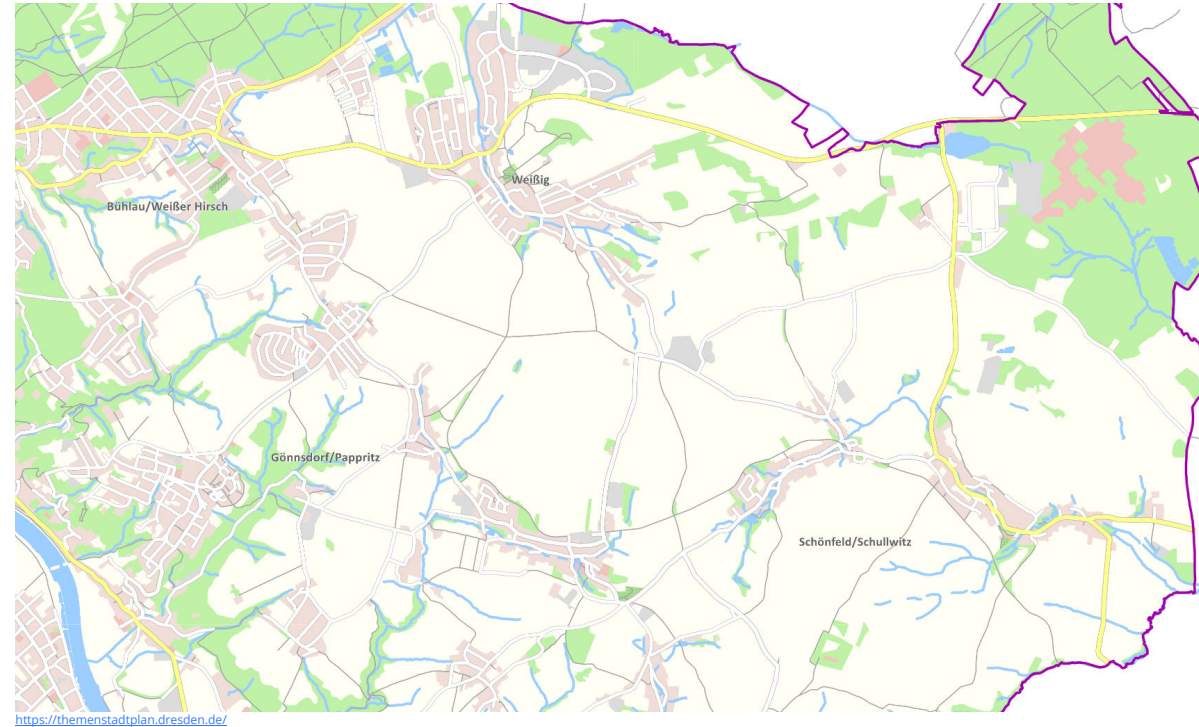 Weißig
Bühlau/Weißer Hirsch
Gönnsdorf/Pappritz
Schönfeld/Schullwitz
https://themenstadtplan.dresden.de/